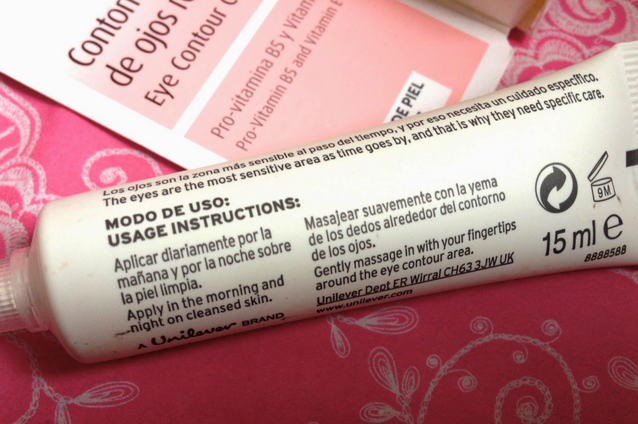 de ojos
Eye Contour
Pro-vitamina B5 y
Pro-Vitamin B5 and Vitamin E
DE PIEL
Los ojos son la zona más sensible al paso del tiempo, y por eso necesita un cuidado específico.
The eyes are the most sensitive area as time goes by, and that is why they need specific care.
MODO DE USO:
USAGE INSTRUCTIONS:
Aplicar diariamente por la
mañana y por la noche sobre
la piel limpia.
Apply in the morning and
night on cleansed skin.
A Unilever BRAND
Masajear suavemente con la yema
de los dedos alrededor del contorno
de los ojos.
Gently massage in with your fingertips
around the eye contour area.
Unilever Dept ER Wirral CH63 3JW UK
www.unilever.com
9M
15 ml e
8888588